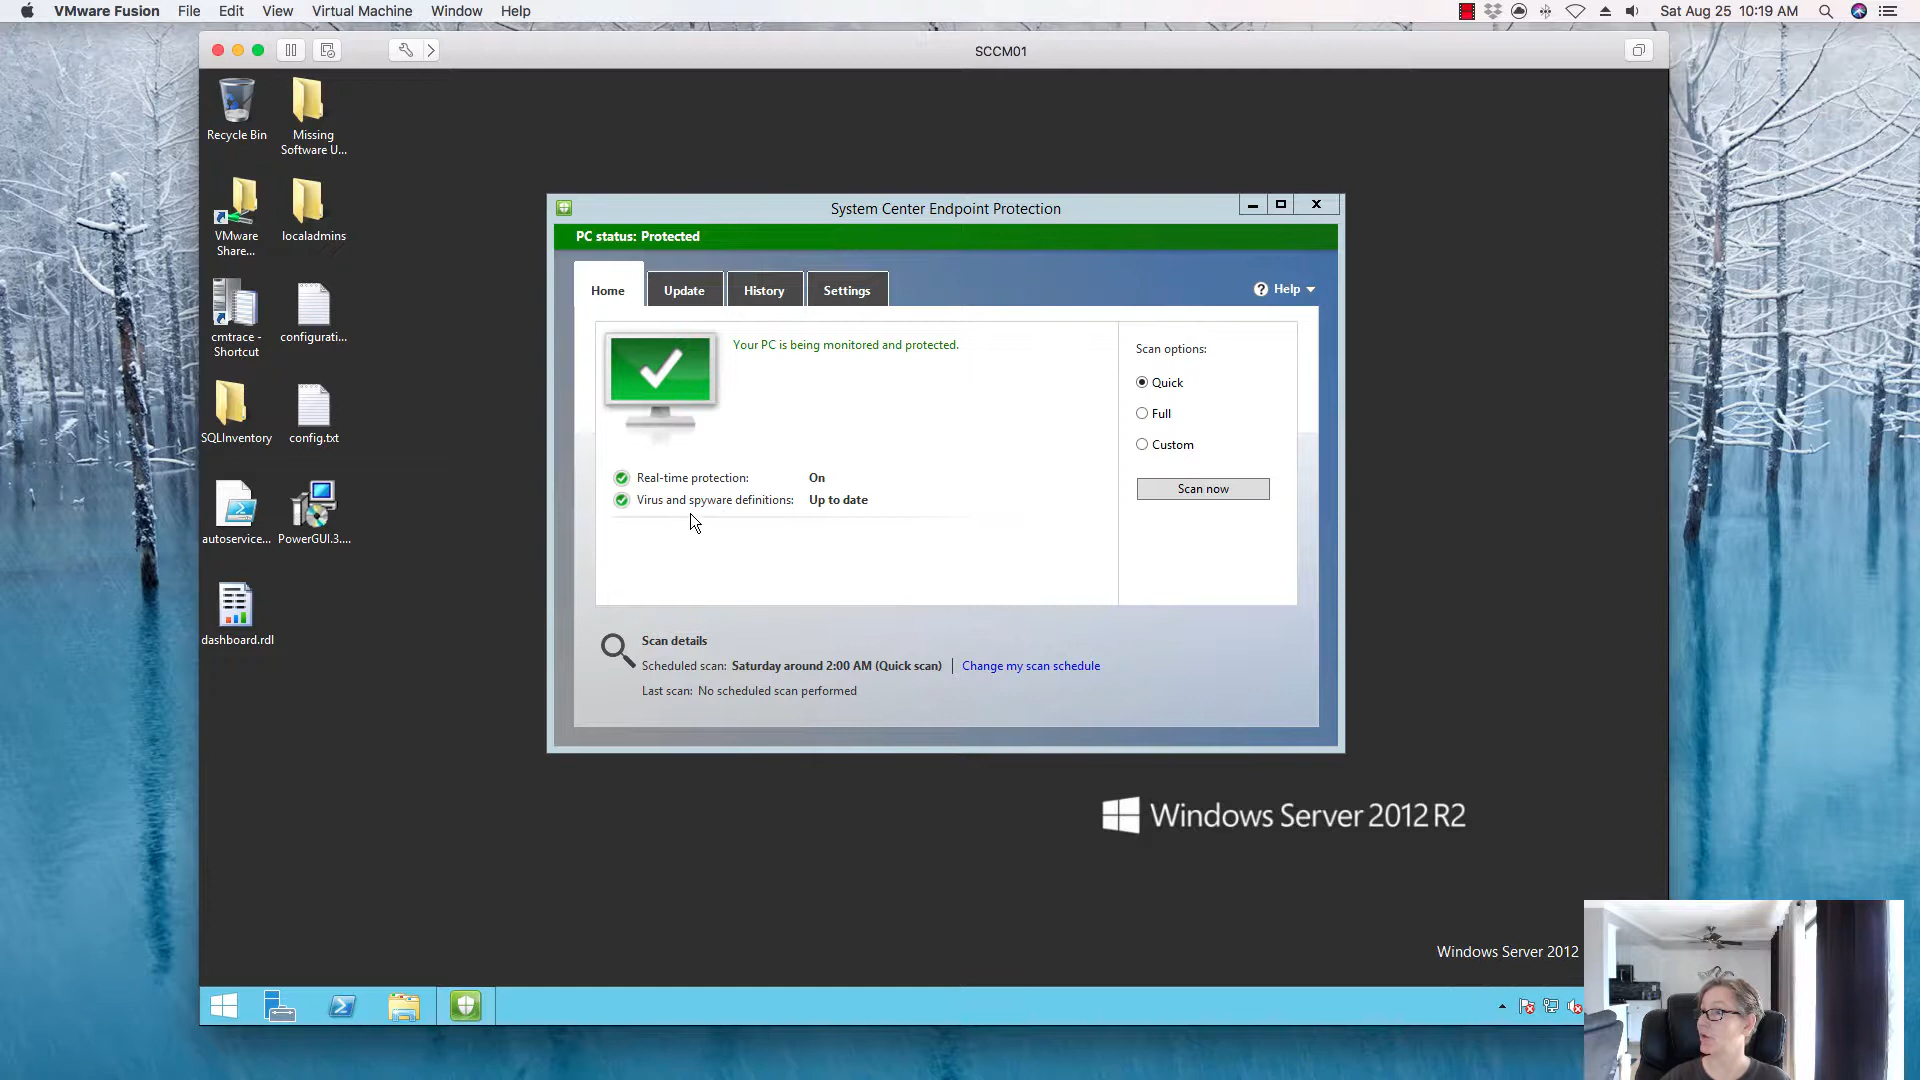 VMware Fusion File Edit View Virtual Machine Window Help Sat Aug 25 10:19 AM
SCCM01
Recycle Bin
Missing
Software U...
VMware
Share...
localadmins
cmtrace -
Shortcut
configurati...
SQLInventory
config.txt
autoservice...
PowerGUI.3....
dashboard.rdl
System Center Endpoint Protection
PC status: Protected
Home Update History Settings Help
Your PC is being monitored and protected.
Real-time protection: On
Virus and spyware definitions: Up to date
Scan options:
Quick
Full
Custom
Scan now
Scan details
Scheduled scan: Saturday around 2:00 AM (Quick scan) Change my scan schedule
Last scan: No scheduled scan performed
Windows Server 2012 R2
Windows Server 2012